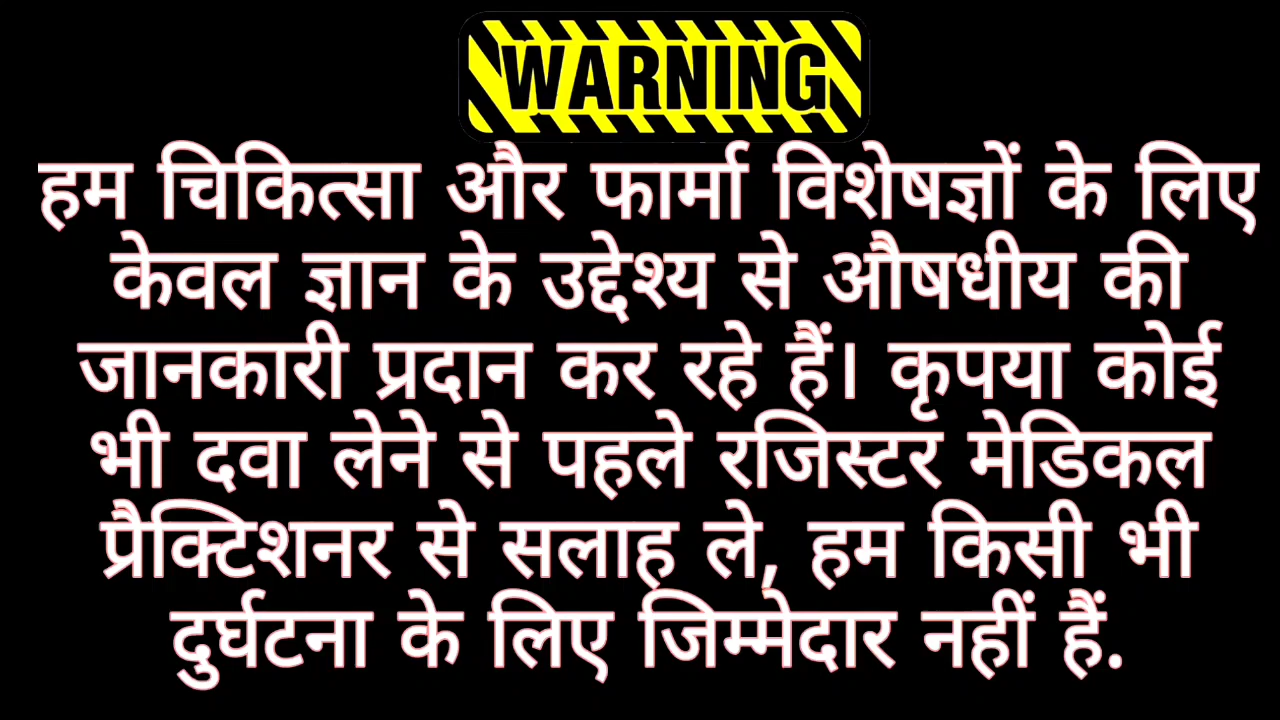 WARNING
हम चिकित्सा और फार्मा विशेषज्ञों के लिए
केवल ज्ञान के उद्देश्य से औषधीय की
जानकारी प्रदान कर रहे हैं। कृपया कोई
भी दवा लेने से पहले रजिस्टर मेडिकल
प्रैक्टिशनर से सलाह ले, हम किसी भी
दुर्घटना के लिए जिम्मेदार नहीं हैं.